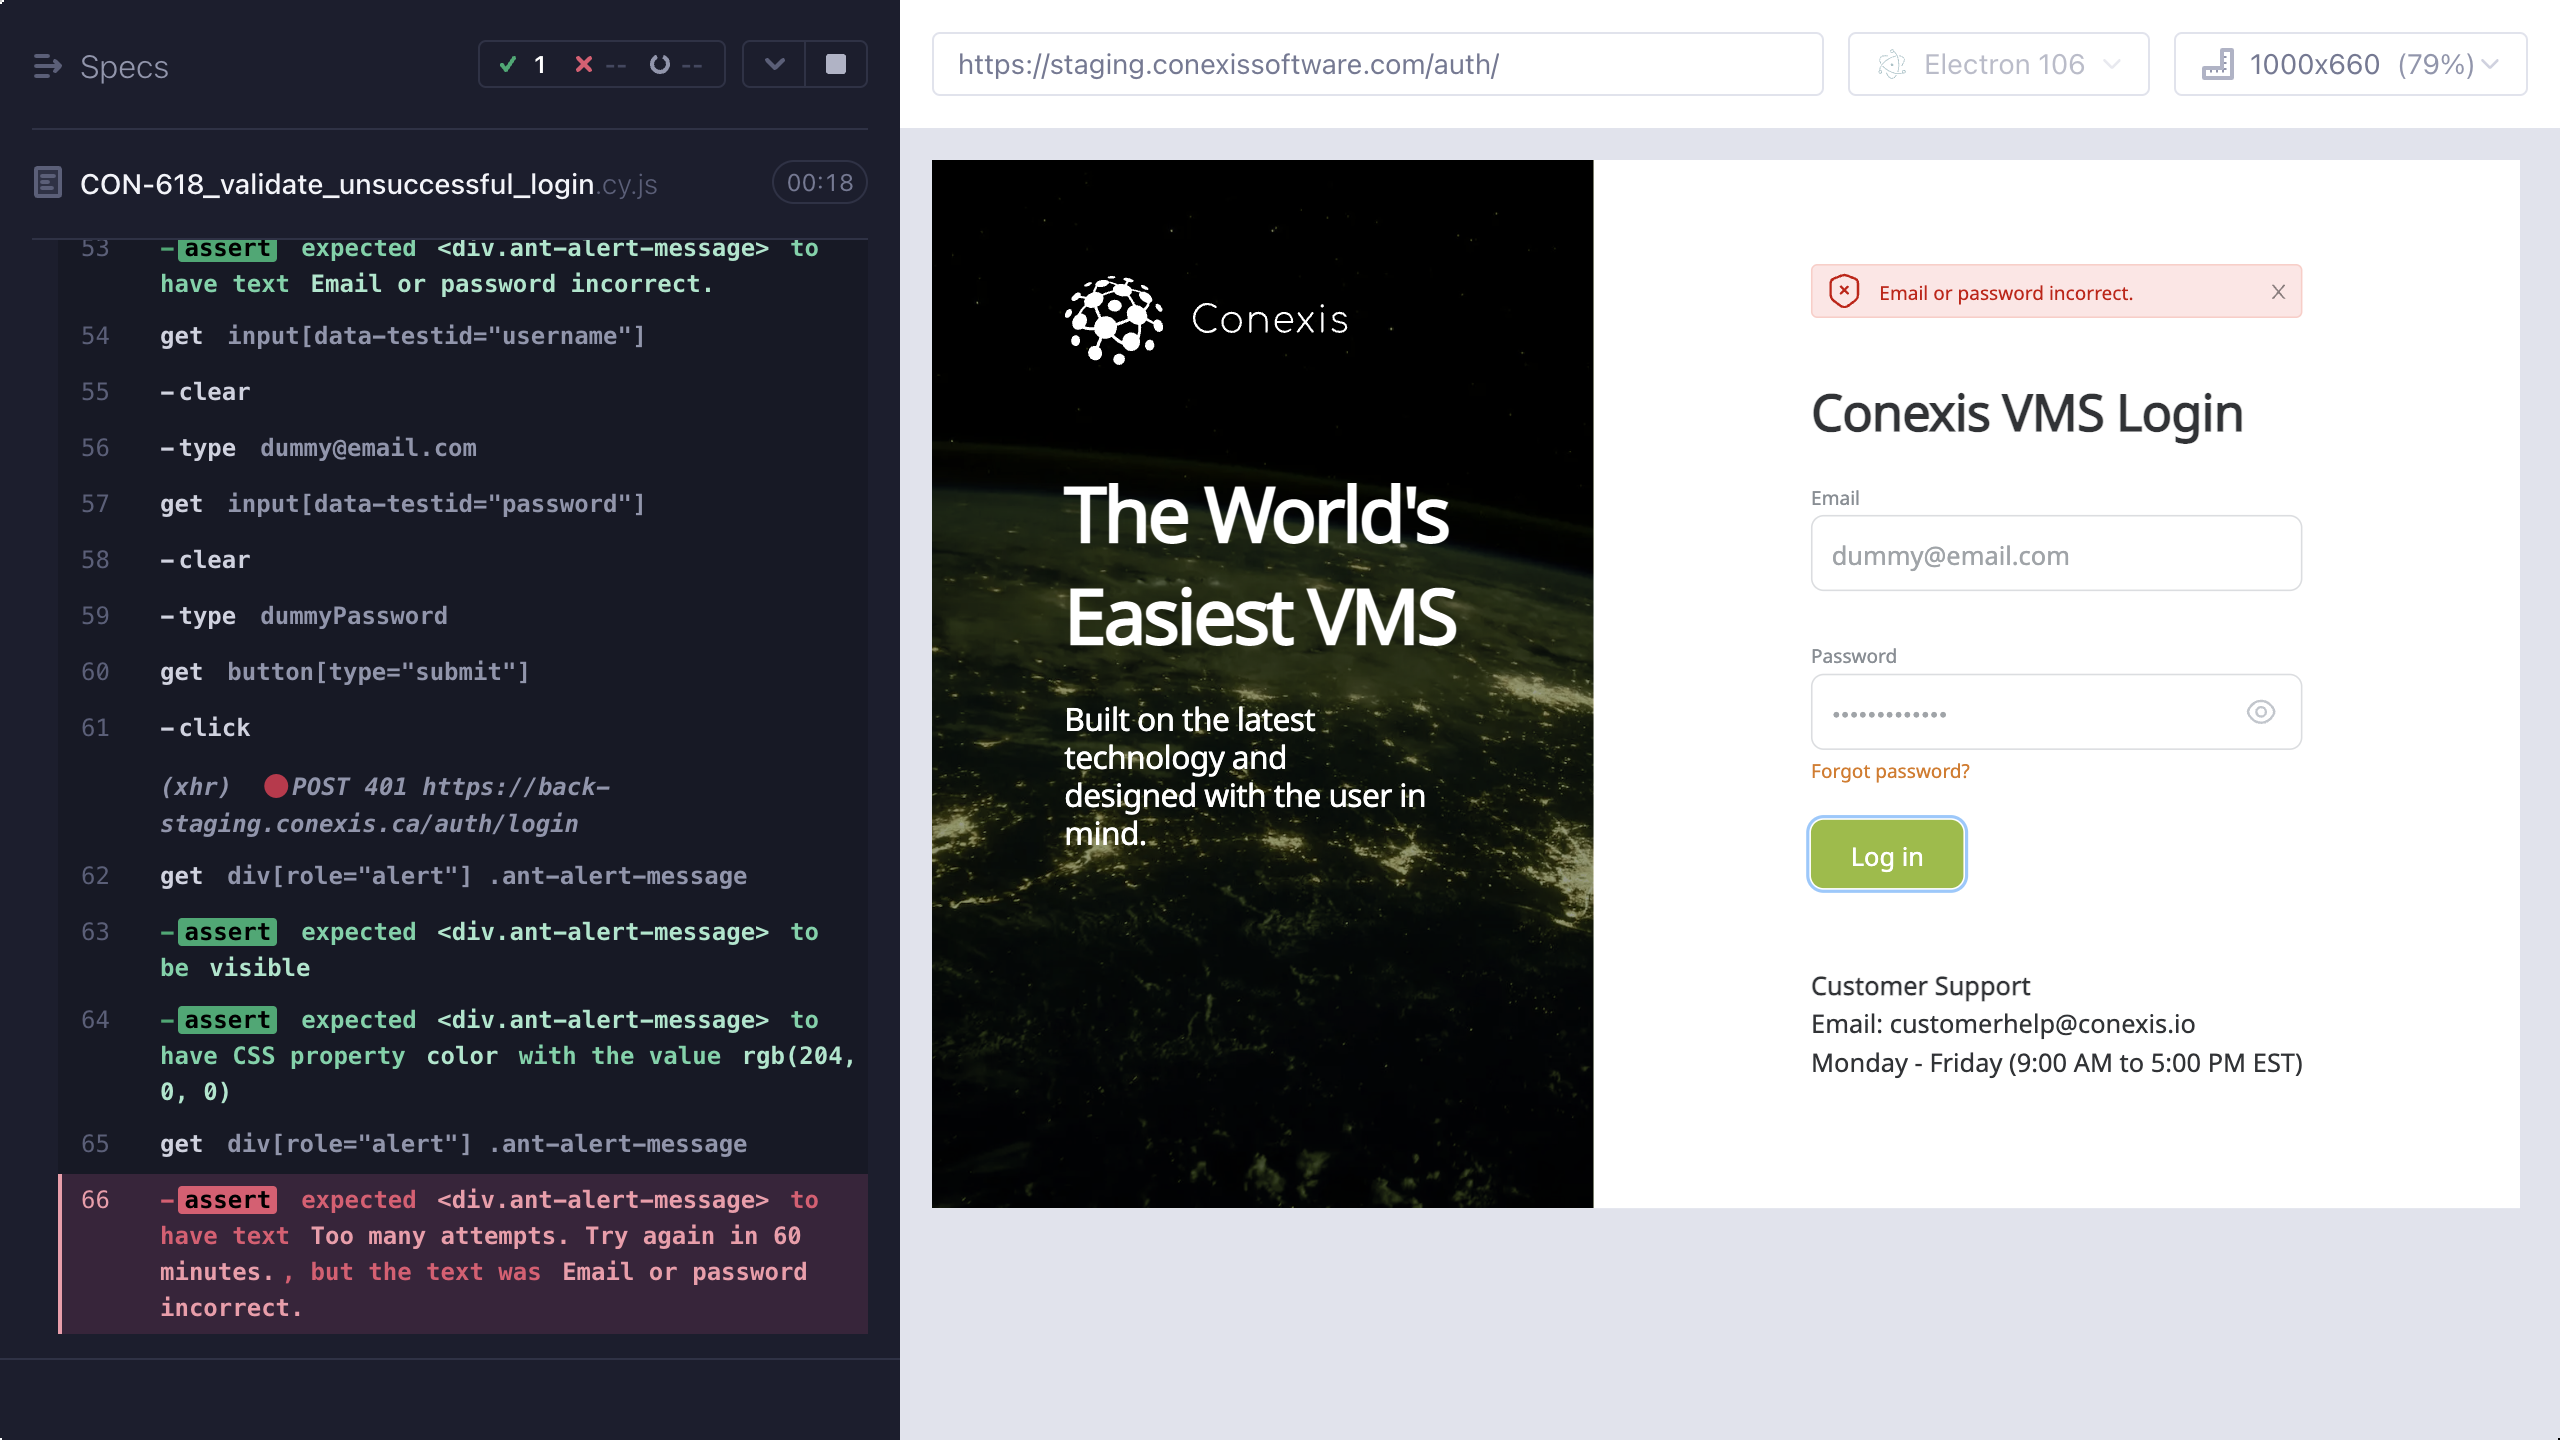 Specs
1
--
--
CON-618_validate_unsuccessful_login.cy.js
00:18
53 -assert expected <div.ant-alert-message> to
have text Email or password incorrect.
54 get input[data-testid="username"]
55 -clear
56 -type dummy@email.com
57 get input[data-testid="password"]
58 -clear
59 -type dummyPassword
60 get button[type="submit"]
61 -click
(xhr) POST 401 https://back-
staging.conexis.ca/auth/login
62 get div[role="alert"] .ant-alert-message
63 -assert expected <div.ant-alert-message> to
be visible
64 -assert expected <div.ant-alert-message> to
have CSS property color with the value rgb(204,
0, 0)
65 get div[role="alert"] .ant-alert-message
66 -assert expected <div.ant-alert-message> to
have text Too many attempts. Try again in 60
minutes., but the text was Email or password
incorrect.
https://staging.conexissoftware.com/auth/
Electron 106
1000x660 (79%)
Conexis
The World's
Easiest VMS
Built on the latest
technology and
designed with the user in
mind.
Email or password incorrect.
Conexis VMS Login
Email
dummy@email.com
Password
•••••••••••••
Forgot password?
Log in
Customer Support
Email: customerhelp@conexis.io
Monday - Friday (9:00 AM to 5:00 PM EST)